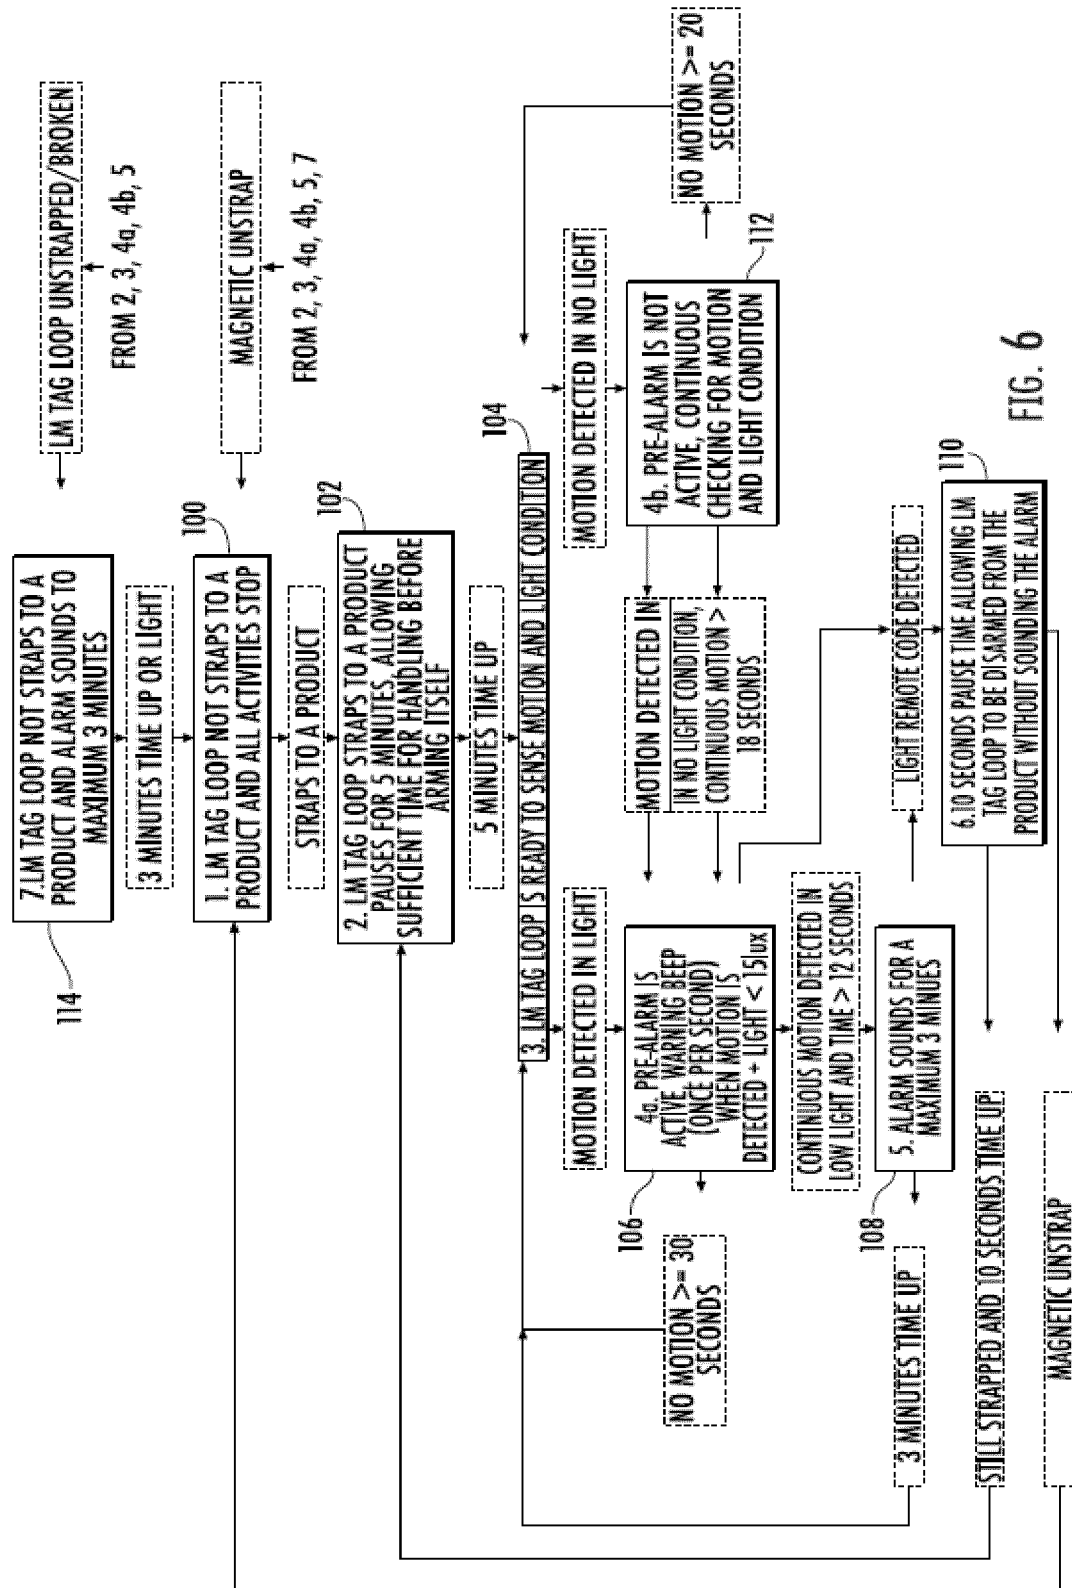 LM TAG LOOP UNSTRAPPED/BROKEN
FROM 2, 3, 4a, 4b, 5
MAGNETIC UNSTRAP
FROM 2, 3, 4a, 4b, 5, 7
7.LM TAG LOOP NOT STRAPS TO A
PRODUCT AND ALARM SOUNDS TO
MAXIMUM 3 MINUTES
114
3 MINUTES TIME UP OR LIGHT
100
1. LM TAG LOOP NOT STRAPS TO A
PRODUCT AND ALL ACTIVITIES STOP
STRAPS TO A PRODUCT
102
2. LM TAG LOOP STRAPS TO A PRODUCT
PAUSES FOR 5 MINUTES, ALLOWING
SUFFICIENT TIME FOR HANDLING BEFORE
ARMING ITSELF
5 MINUTES TIME UP
104
3. LM TAG LOOP IS READY TO SENSE MOTION AND LIGHT CONDITION
MOTION DETECTED IN LIGHT
MOTION DETECTED IN NO LIGHT
NO MOTION >= 20
SECONDS
106
4a. PRE-ALARM IS
ACTIVE, WARNING BEEP
(ONCE PER SECOND)
WHEN MOTION IS
DETECTED + LIGHT < 15lux
MOTION DETECTED IN
IN NO LIGHT CONDITION,
CONTINUOUS MOTION >
18 SECONDS
112
4b. PRE-ALARM IS NOT
ACTIVE, CONTINUOUS
CHECKING FOR MOTION
AND LIGHT CONDITION
NO MOTION >= 30
SECONDS
CONTINUOUS MOTION DETECTED IN
LOW LIGHT AND TIME > 12 SECONDS
LIGHT REMOTE CODE DETECTED
108
5. ALARM SOUNDS FOR A
MAXIMUM 3 MINUES
3 MINUTES TIME UP
110
6.10 SECONDS PAUSE TIME ALLOWING LM
TAG LOOP TO BE DISARMED FROM THE
PRODUCT WITHOUT SOUNDING THE ALARM
STILL STRAPPED AND 10 SECONDS TIME UP
MAGNETIC UNSTRAP
FIG. 6